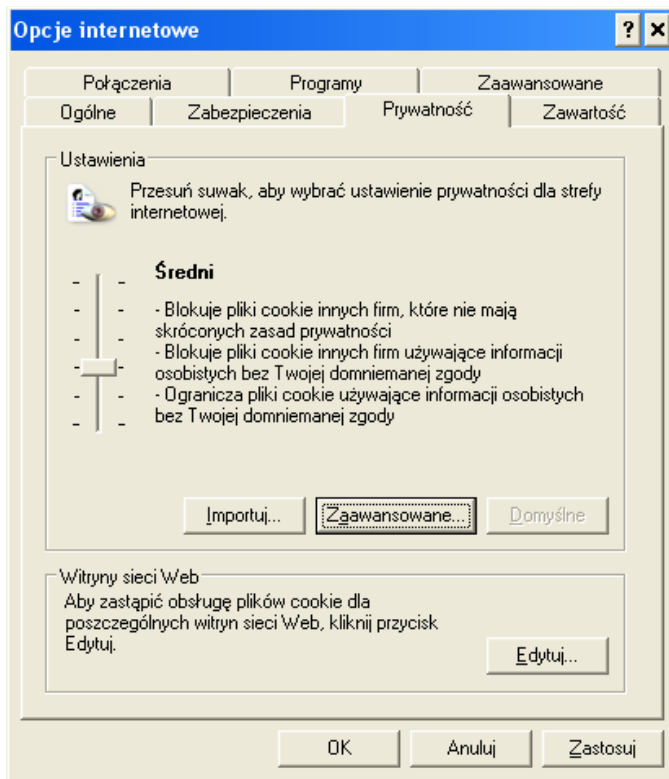 Opcje internetowe
Połączenia Programy Zaawansowane
Ogólne Zabezpieczenia Prywatność Zawartość
Ustawienia
Przesuń suwak, aby wybrać ustawienie prywatności dla strefy
internetowej.
Średni
- Blokuje pliki cookie innych firm, które nie mają
skróconych zasad prywatności
- Blokuje pliki cookie innych firm używające informacji
osobistych bez Twojej domniemanej zgody
- Ogranicza pliki cookie używające informacji osobistych
bez Twojej domniemanej zgody
Importuj... Zaawansowane... Domyślne
Witryny sieci Web
Aby zastąpić obsługę plików cookie dla
poszczególnych witryn sieci Web, kliknij przycisk
Edytuj.
Edytuj...
OK Anuluj Zastosuj